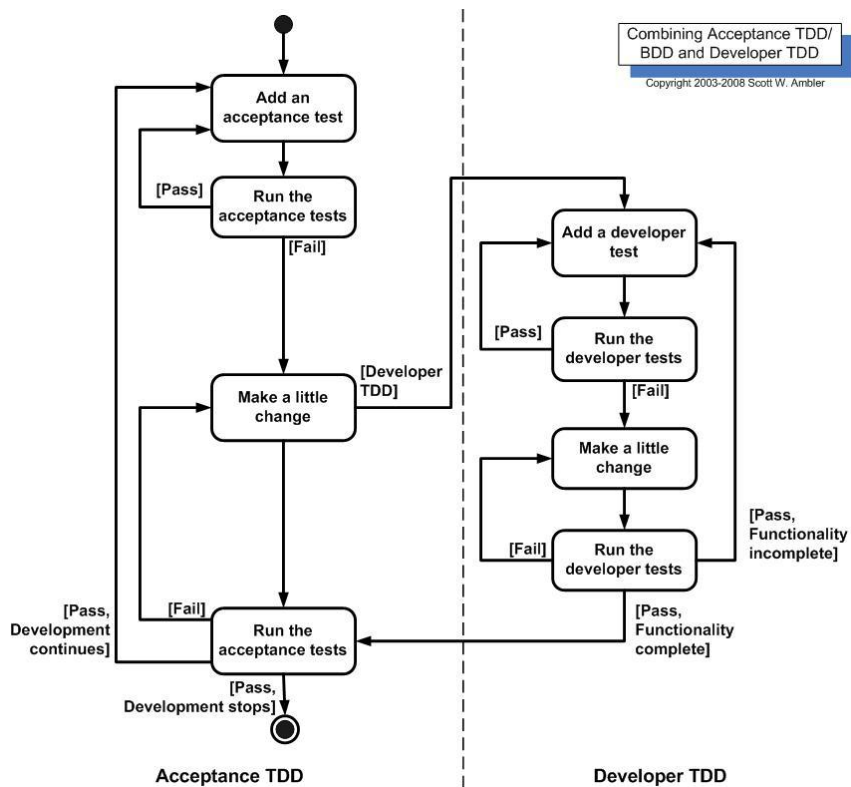 Combining Acceptance TDD/
BDD and Developer TDD
Copyright 2003-2008 Scott W. Ambler
Add an
acceptance test
[Pass]
Run the
acceptance tests
[Fail]
Make a little
change
[Developer
TDD]
Add a developer
test
[Pass]
Run the
developer tests
[Fail]
Make a little
change
[Fail]
Run the
developer tests
[Pass,
Functionality
incomplete]
[Pass,
Functionality
complete]
[Fail]
Run the
acceptance tests
[Pass,
Development
continues]
[Pass,
Development stops]
Acceptance TDD
Developer TDD